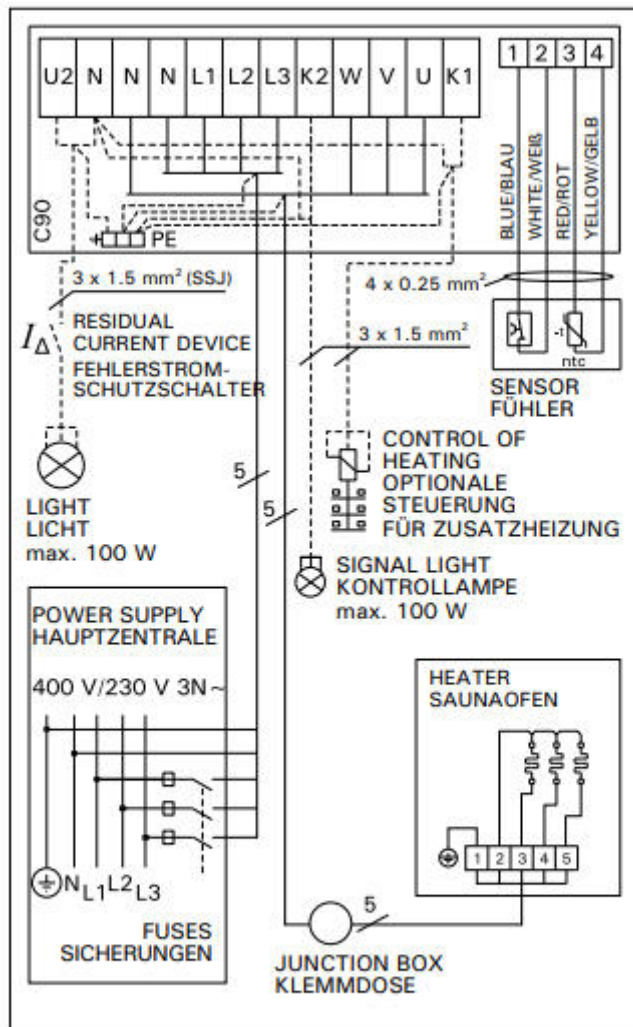 U2 N N N L1 L2 L3 K2 W V U K1
1 2 3 4
BLUE/BLAU
WHITE/WEIß
RED/ROT
YELLOW/GELB
C90
PE
3 x 1.5 mm² (SSJ)
4 x 0.25 mm²
I∆
RESIDUAL
CURRENT DEVICE
FEHLERSTROM-
SCHUTZSCHALTER
3 x 1.5 mm²
-t
ntc
SENSOR
FÜHLER
LIGHT
LICHT
max. 100 W
5
5
CONTROL OF
HEATING
OPTIONALE
STEUERUNG
FÜR ZUSATZHEIZUNG
SIGNAL LIGHT
KONTROLLAMPE
max. 100 W
POWER SUPPLY
HAUPTZENTRALE
400 V/230 V 3N~
N L1 L2 L3
FUSES
SICHERUNGEN
HEATER
SAUNAOFEN
1 2 3 4 5
5
JUNCTION BOX
KLEMMDOSE